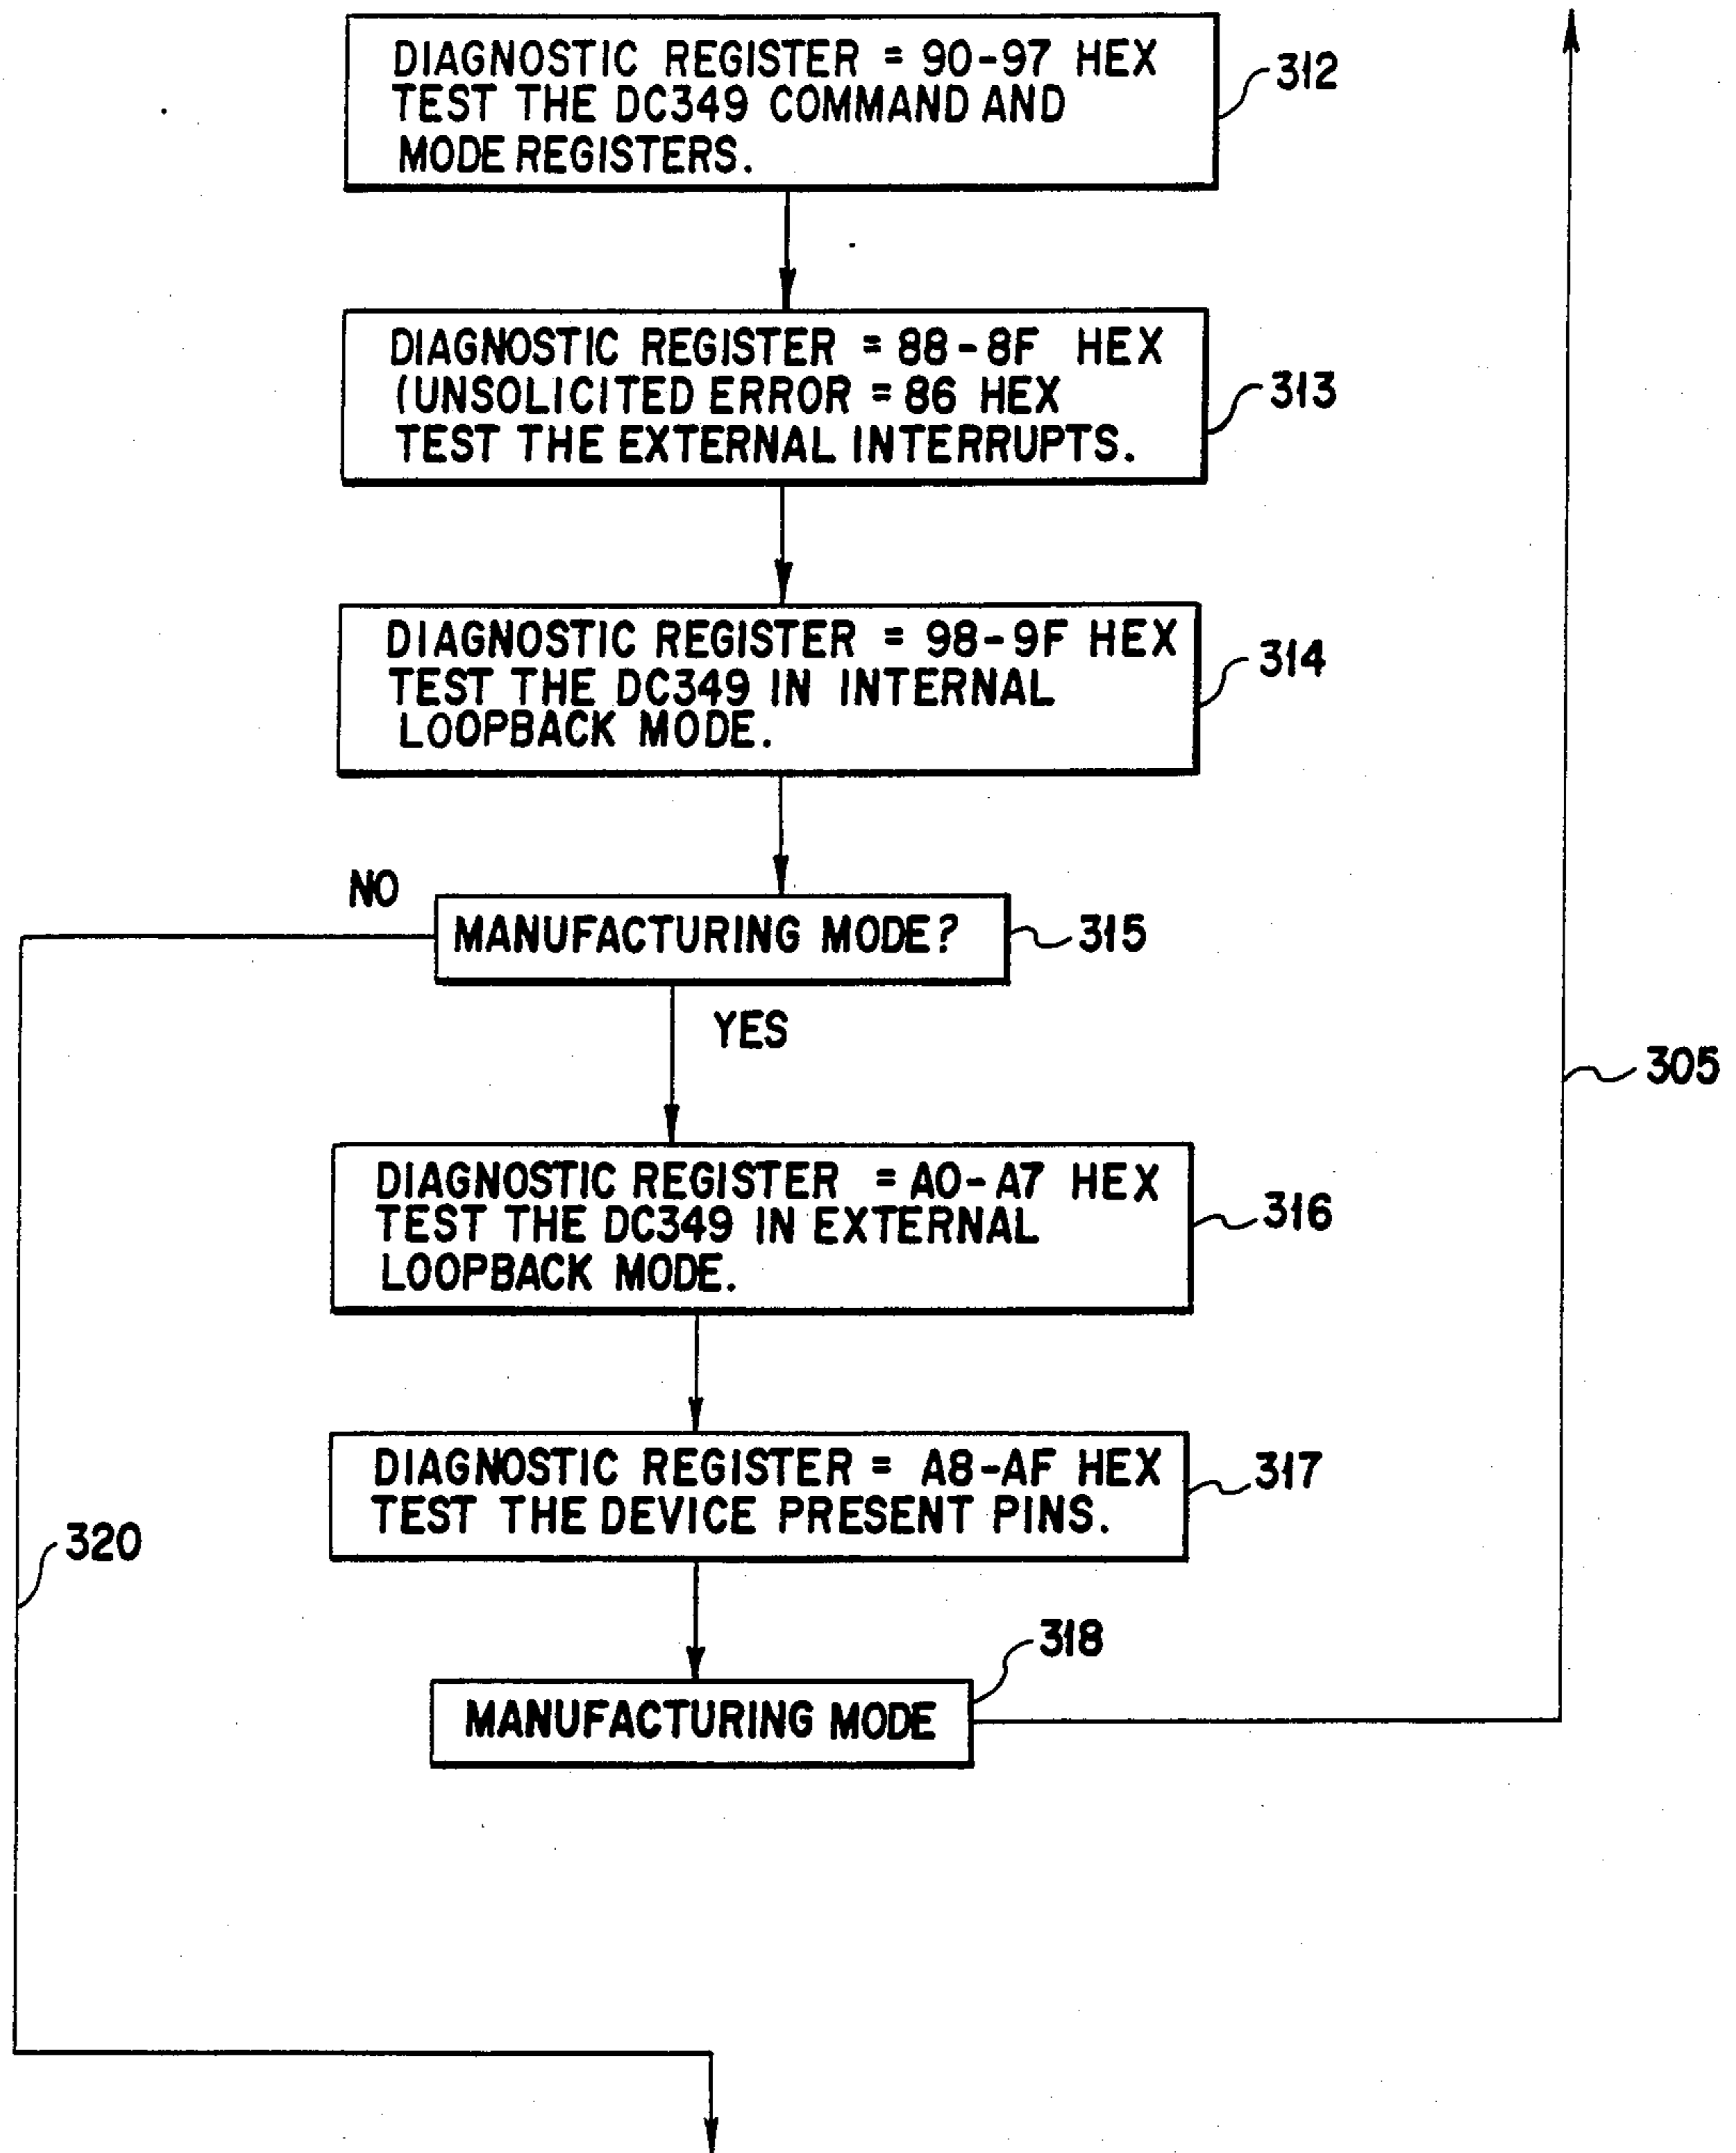 DIAGNOSTIC REGISTER = 90-97 HEX
TEST THE DC349 COMMAND AND
MODE REGISTERS.
312
DIAGNOSTIC REGISTER = 88-8F HEX
(UNSOLICITED ERROR = 86 HEX
TEST THE EXTERNAL INTERRUPTS.
313
DIAGNOSTIC REGISTER = 98-9F HEX
TEST THE DC349 IN INTERNAL
LOOPBACK MODE.
314
NO
MANUFACTURING MODE?
315
YES
305
DIAGNOSTIC REGISTER = A0-A7 HEX
TEST THE DC349 IN EXTERNAL
LOOPBACK MODE.
316
DIAGNOSTIC REGISTER = A8-AF HEX
TEST THE DEVICE PRESENT PINS.
317
320
318
MANUFACTURING MODE